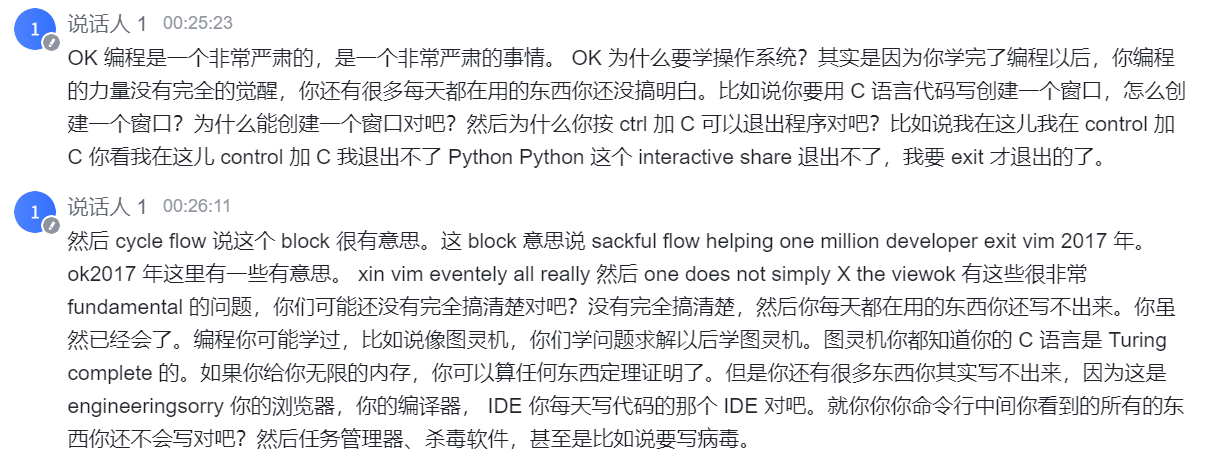 1 说话人 1 00:25:23
OK 编程是一个非常严肃的，是一个非常严肃的事情。 OK 为什么要学操作系统？其实是因为你学完了编程以后，你编程
的力量没有完全的觉醒，你还有很多每天都在用的东西你还没搞明白。比如说你要用 C 语言代码写创建一个窗口，怎么创
建一个窗口？为什么能创建一个窗口对吧？然后为什么你按 ctrl 加 C 可以退出程序对吧？比如说我在这儿我在 control 加
C 你看我在这儿 control 加 C 我退出不了 Python Python 这个 interactive share 退出不了，我要 exit 才退出的了。
1 说话人 1 00:26:11
然后 cycle flow 说这个 block 很有意思。这 block 意思说 sackful flow helping one million developer exit vim 2017 年。
ok2017 年这里有一些有意思。 xin vim eventely all really 然后 one does not simply X the viewok 有这些很非常
fundamental 的问题，你们可能还没有完全搞清楚对吧？没有完全搞清楚，然后你每天都在用的东西你还写不出来。你虽
然已经会了。编程你可能学过，比如说像图灵机，你们学问题求解以后学图灵机。图灵机你都知道你的 C 语言是 Turing
complete 的。如果你给你无限的内存，你可以算任何东西定理证明了。但是你还有很多东西你其实写不出来，因为这是
engineeringsorry 你的浏览器，你的编译器， IDE 你每天写代码的那个 IDE 对吧。就你你你命令行中间你看到的所有的东
西你还不会写对吧？然后任务管理器、杀毒软件，甚至是比如说要写病毒。